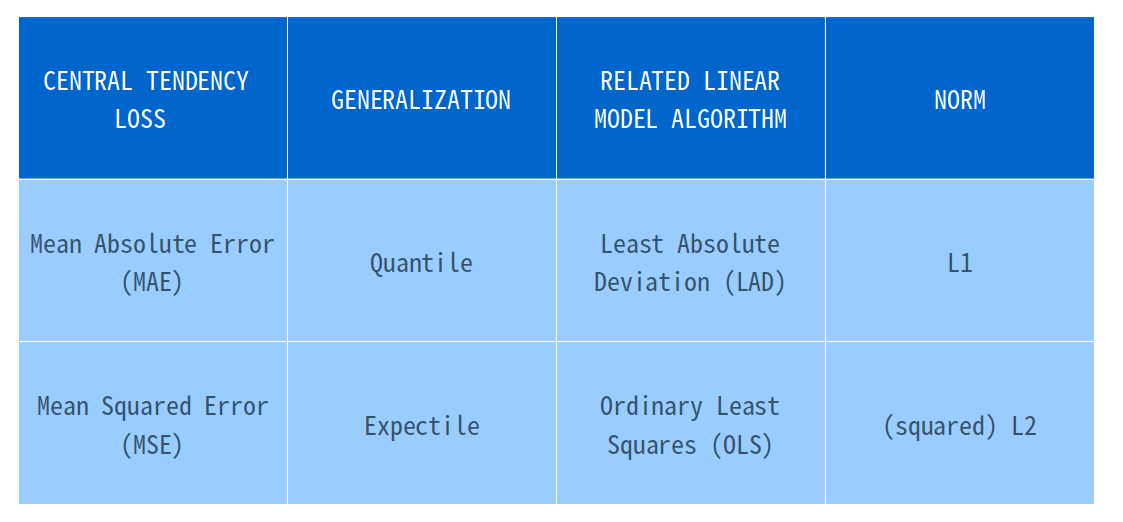 CENTRAL TENDENCY
LOSS
GENERALIZATION
RELATED LINEAR
MODEL ALGORITHM
NORM
Mean Absolute Error
(MAE)
Quantile
Least Absolute
Deviation (LAD)
L1
Mean Squared Error
(MSE)
Expectile
Ordinary Least
Squares (OLS)
(squared) L2